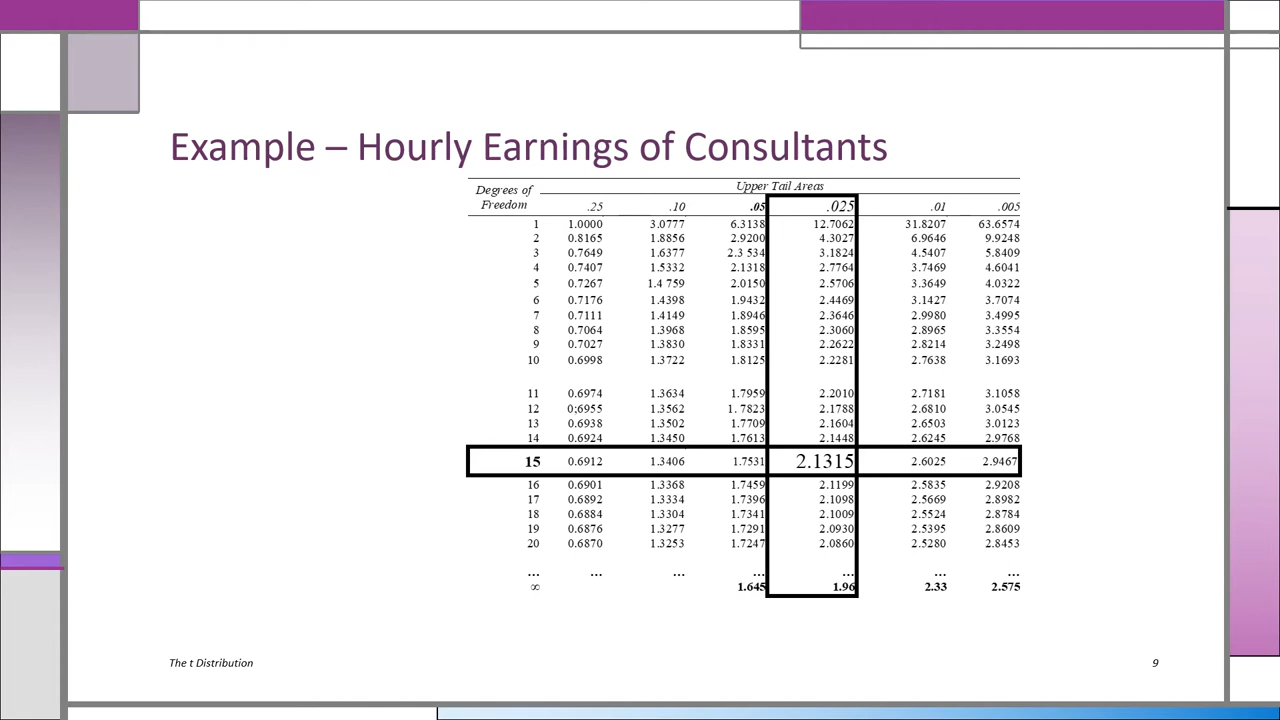 Example – Hourly Earnings of Consultants
Degrees of Freedom Upper Tail Areas
.25 .10 .05 .025 .01 .005
1 1.0000 3.0777 6.3138 12.7062 31.8207 63.6574
2 0.8165 1.8856 2.9200 4.3027 6.9646 9.9248
3 0.7649 1.6377 2.3 534 3.1824 4.5407 5.8409
4 0.7407 1.5332 2.1318 2.7764 3.7469 4.6041
5 0.7267 1.4 759 2.0150 2.5706 3.3649 4.0322
6 0.7176 1.4398 1.9432 2.4469 3.1427 3.7074
7 0.7111 1.4149 1.8946 2.3646 2.9980 3.4995
8 0.7064 1.3968 1.8595 2.3060 2.8965 3.3554
9 0.7027 1.3830 1.8331 2.2622 2.8214 3.2498
10 0.6998 1.3722 1.8125 2.2281 2.7638 3.1693
11 0.6974 1.3634 1.7959 2.2010 2.7181 3.1058
12 0;6955 1.3562 1. 7823 2.1788 2.6810 3.0545
13 0.6938 1.3502 1.7709 2.1604 2.6503 3.0123
14 0.6924 1.3450 1.7613 2.1448 2.6245 2.9768
15 0.6912 1.3406 1.7531 2.1315 2.6025 2.9467
16 0.6901 1.3368 1.7459 2.1199 2.5835 2.9208
17 0.6892 1.3334 1.7396 2.1098 2.5669 2.8982
18 0.6884 1.3304 1.7341 2.1009 2.5524 2.8784
19 0.6876 1.3277 1.7291 2.0930 2.5395 2.8609
20 0.6870 1.3253 1.7247 2.0860 2.5280 2.8453
... ... ... ... ... ... ...
∞ 1.645 1.96 2.33 2.575
The t Distribution 9